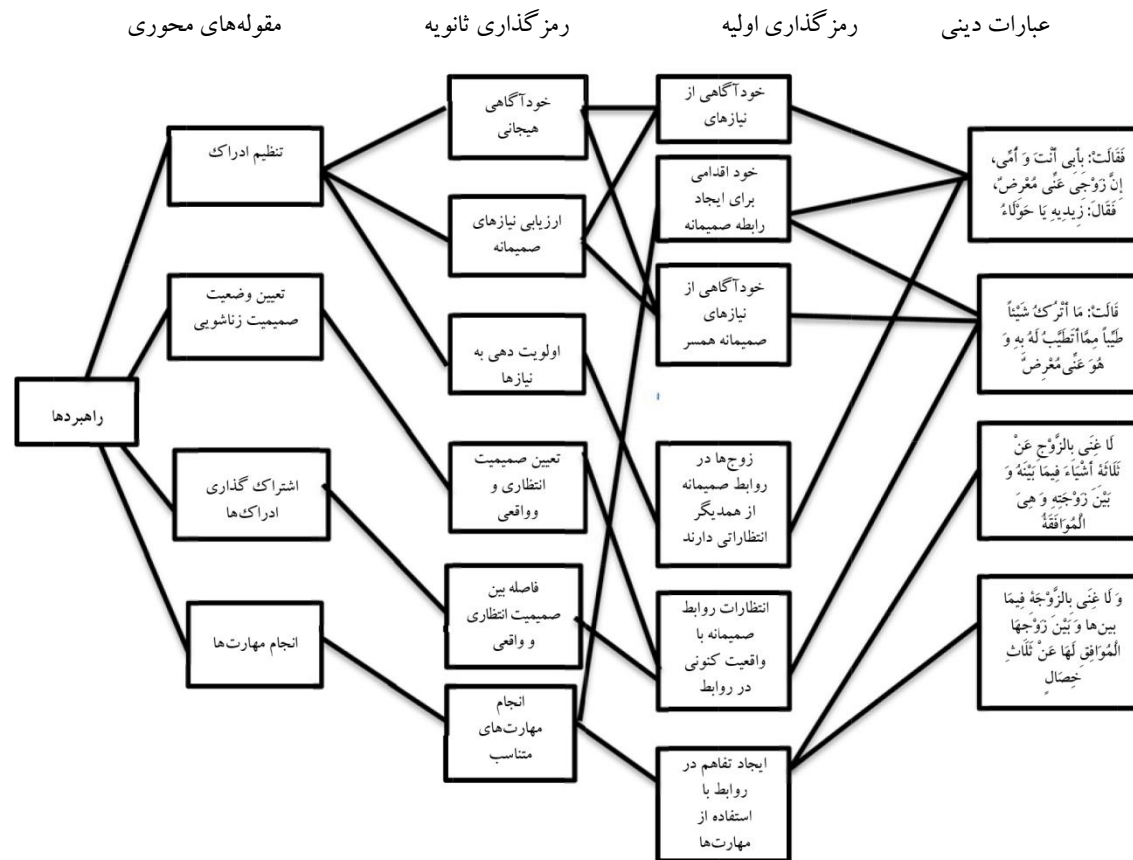 عبارات دینی
رمزگذاری اولیه
رمزگذاری ثانویه
مقوله‌های محوری
فَقَالَتْ: بِأَبِی أَنْتَ وَ أُمِّی،
إِنَّ زَوْجِی عَنِّی مُعْرِضٌ،
فَقَالَ: زِیدِیهِ یَا حَوْلَاءُ
قَالَتْ: مَا أَتْرُکُ شَیْئاً
طَیِّباً مِمَّاأَتَطَیَّبُ لَهُ بِهِ وَ
هُوَ عَنِّی مُعْرِضٌ
لَا غِنَی بِالزَّوْجِ عَنْ
ثَلَاثَهِ أَشْیَاءَ فِیمَا بَیْنَهُ وَ
بَیْنَ زَوْجَتِهِ وَ هِیَ
الْمُوَافَقَهُ
وَ لَا غِنَی بِالزَّوْجَهِ فِیمَا
بین‌ها وَ بَیْنَ زَوْجِهَا
الْمُوَافِقِ لَهَا عَنْ ثَلَاثِ
خِصَالٍ
خودآگاهی از
نیازهای
خود اقدامی
برای ایجاد
رابطه صمیمانه
خودآگاهی از
نیازهای
صمیمانه همسر
زوج‌ها در
روابط صمیمانه
از همدیگر
انتظاراتی دارند
انتظارات روابط
صمیمانه با
واقعیت کنونی
در روابط
ایجاد تفاهم در
روابط با
استفاده از
مهارت‌ها
خودآگاهی
هیجانی
ارزیابی نیازهای
صمیمانه
اولویت دهی به
نیازها
تعیین صمیمیت
انتظاری و
وواقعی
فاصله بین
صمیمیت انتظاری
و واقعی
انجام
مهارت‌های
متناسب
تنظیم ادراک
تعیین وضعیت
صمیمیت زناشویی
اشتراک گذاری
ادراک‌ها
انجام مهارت‌ها
راهبردها